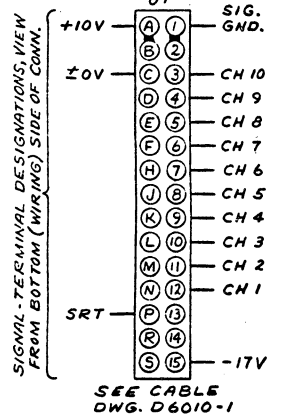 SIG.
+10V A 1 GND.
B 2
±0V C 3 CH 10
D 4 CH 9
E 5 CH 8
F 6 CH 7
H 7 CH 6
J 8 CH 5
K 9 CH 4
L 10 CH 3
M 11 CH 2
N 12 CH 1
SRT P 13
R 14
S 15 -17V
SIGNAL-TERMINAL DESIGNATIONS, VIEW
FROM BOTTOM (WIRING) SIDE OF CONN.
SEE CABLE
DWG. D6010-1